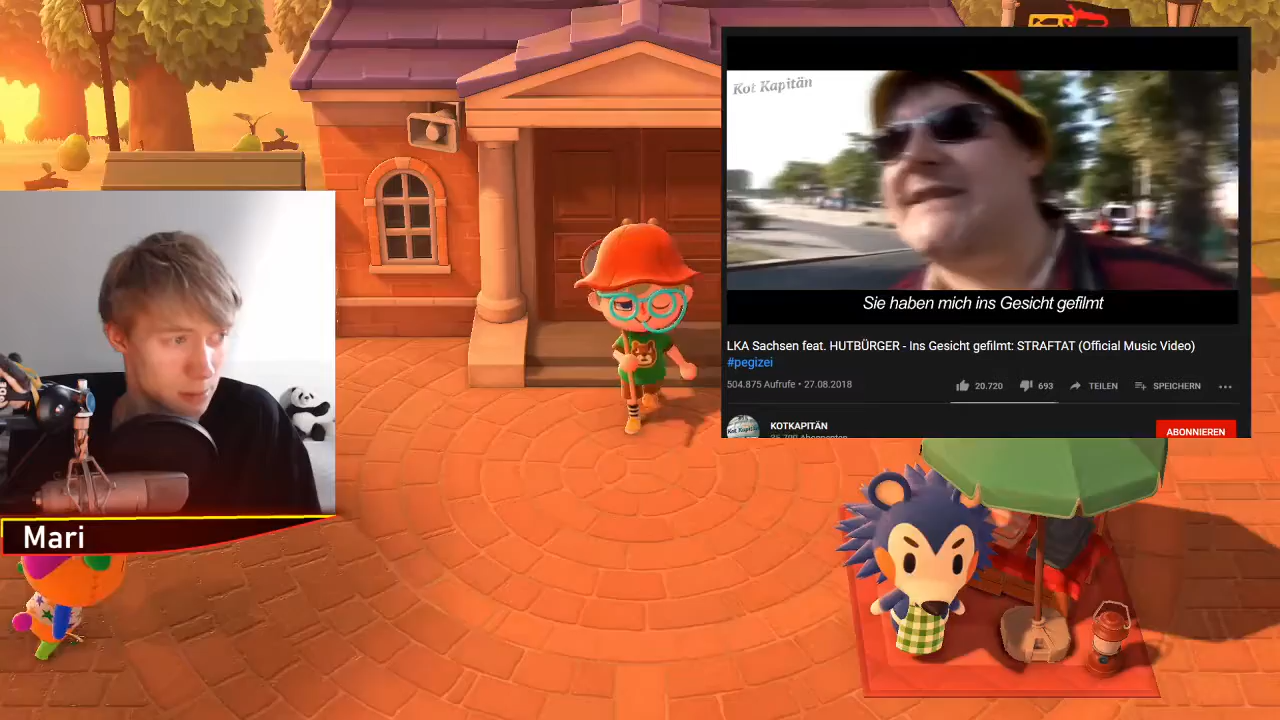 Kot Kapitän
Sie haben mich ins Gesicht gefilmt
LKA Sachsen feat. HUTBÜRGER - Ins Gesicht gefilmt: STRAFTAT (Official Music Video)
#pegizei
504.875 Aufrufe • 27.08.2018
20.720 693 TEILEN SPEICHERN
KOTKAPITÄN
ABONNIEREN
Mari